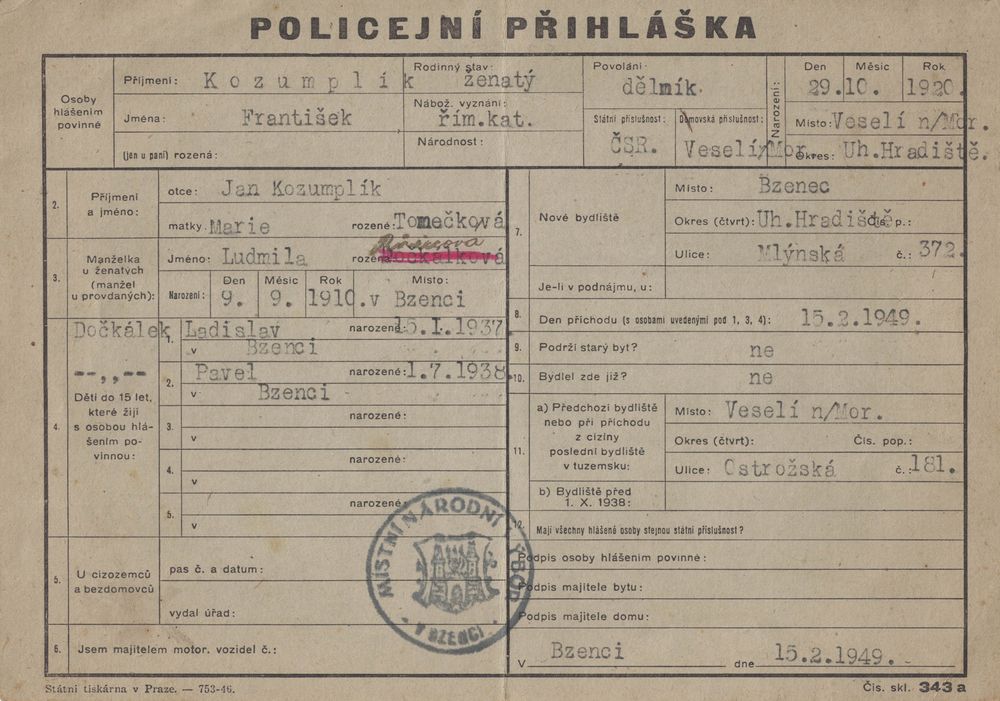 POLICEJNÍ PŘIHLÁŠKA
Osoby hlášením povinné
Příjmení: Kozumplík
Rodinný stav: ženatý
Povolání: dělník.
Narození:
Den Měsíc Rok
29.10. 1920.
Jména: František
Nábož. vyznání: řím.kat.
Státní příslušnost: ČSR.
Domovská příslušnost: Veselí/Mor.
Místo: Veselí n/Mor.
(jen u paní) rozená:
Národnost:
Okres: Uh.Hradiště.
2. Příjmení a jméno:
otce: Jan Kozumplík
matky Marie rozené: Tomečková
3. Manželka u ženatých (manžel u provdaných):
Jméno: Ludmila rozená: Dočkálková
Narození: Den Měsíc Rok Místo:
9. 9. 1910. v Bzenci
4. Děti do 15 let, které žijí s osobou hlášením povinnou:
Dočkálek
1. Ladislav narozené: 15.I.1937
v Bzenci
--,,--
2. Pavel narozené: 1.7.1938
v Bzenci
3. narozené:
v
4. narozené:
v
5. narozené:
v
5. U cizozemců a bezdomovců
pas č. a datum:
vydal úřad:
6. Jsem majitelem motor. vozidel č.:
7. Nové bydliště
Místo: Bzenec
Okres (čtvrť): Uh.Hradiště Čís. p.:
Ulice: Mlýnská č.: 372.
Je-li v podnájmu, u:
8. Den příchodu (s osobami uvedenými pod 1, 3, 4): 15.2.1949.
9. Podrží starý byt? ne
10. Bydlel zde již? ne
11. a) Předchozí bydliště nebo při příchodu z ciziny poslední bydliště v tuzemsku:
Místo: Veselí n/Mor.
Okres (čtvrť): Čís. pop.:
Ulice: Ostrožská č.: 181.
b) Bydliště před 1. X. 1938:
12. Mají všechny hlášené osoby stejnou státní příslušnost?
Podpis osoby hlášením povinné:
Podpis majitele bytu:
Podpis majitele domu:
V Bzenci dne 15.2.1949.
MÍSTNÍ NÁRODNÍ VÝBOR
V BZENCI
Státní tiskárna v Praze. — 753-46.
Čís. skl. 343 a